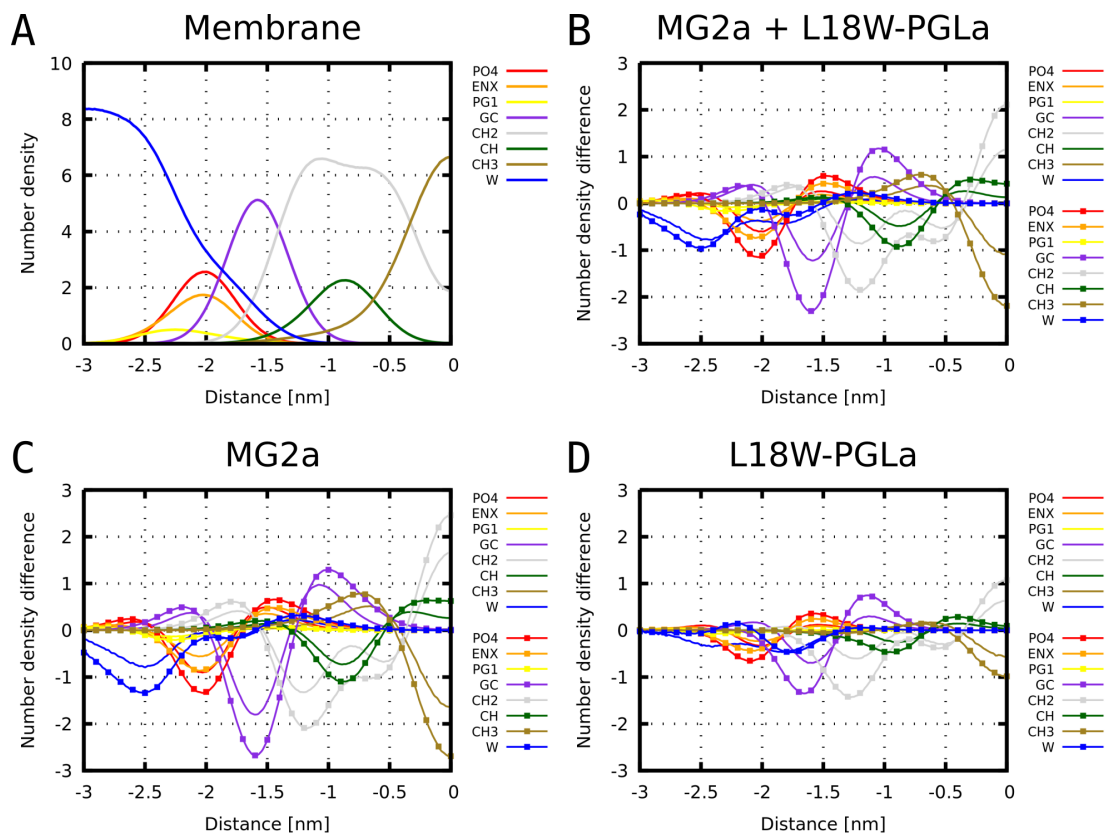 A
Membrane
Number density
10
8
6
4
2
0
-3 -2.5 -2 -1.5 -1 -0.5 0
Distance [nm]
PO4
ENX
PG1
GC
CH2
CH
CH3
W
B
MG2a + L18W-PGLa
Number density difference
3
2
1
0
-1
-2
-3
-3 -2.5 -2 -1.5 -1 -0.5 0
Distance [nm]
PO4
ENX
PG1
GC
CH2
CH
CH3
W
PO4
ENX
PG1
GC
CH2
CH
CH3
W
C
MG2a
Number density difference
3
2
1
0
-1
-2
-3
-3 -2.5 -2 -1.5 -1 -0.5 0
Distance [nm]
PO4
ENX
PG1
GC
CH2
CH
CH3
W
PO4
ENX
PG1
GC
CH2
CH
CH3
W
D
L18W-PGLa
Number density difference
3
2
1
0
-1
-2
-3
-3 -2.5 -2 -1.5 -1 -0.5 0
Distance [nm]
PO4
ENX
PG1
GC
CH2
CH
CH3
W
PO4
ENX
PG1
GC
CH2
CH
CH3
W